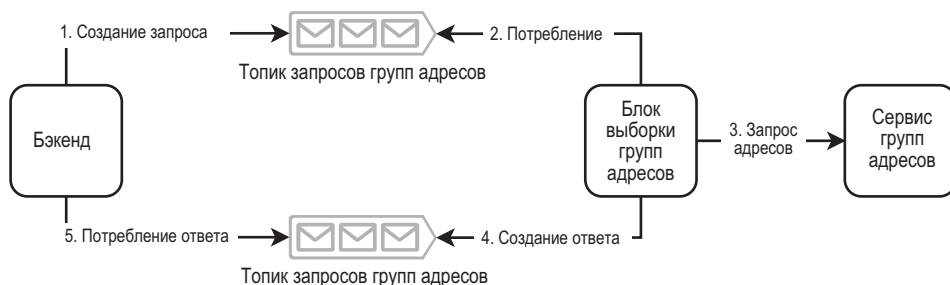 1. Создание запроса
2. Потребление
Топик запросов групп адресов
Бэкенд
Блок
выборки
групп
адресов
3. Запрос
адресов
Сервис
групп
адресов
5. Потребление ответа
4. Создание ответа
Топик запросов групп адресов